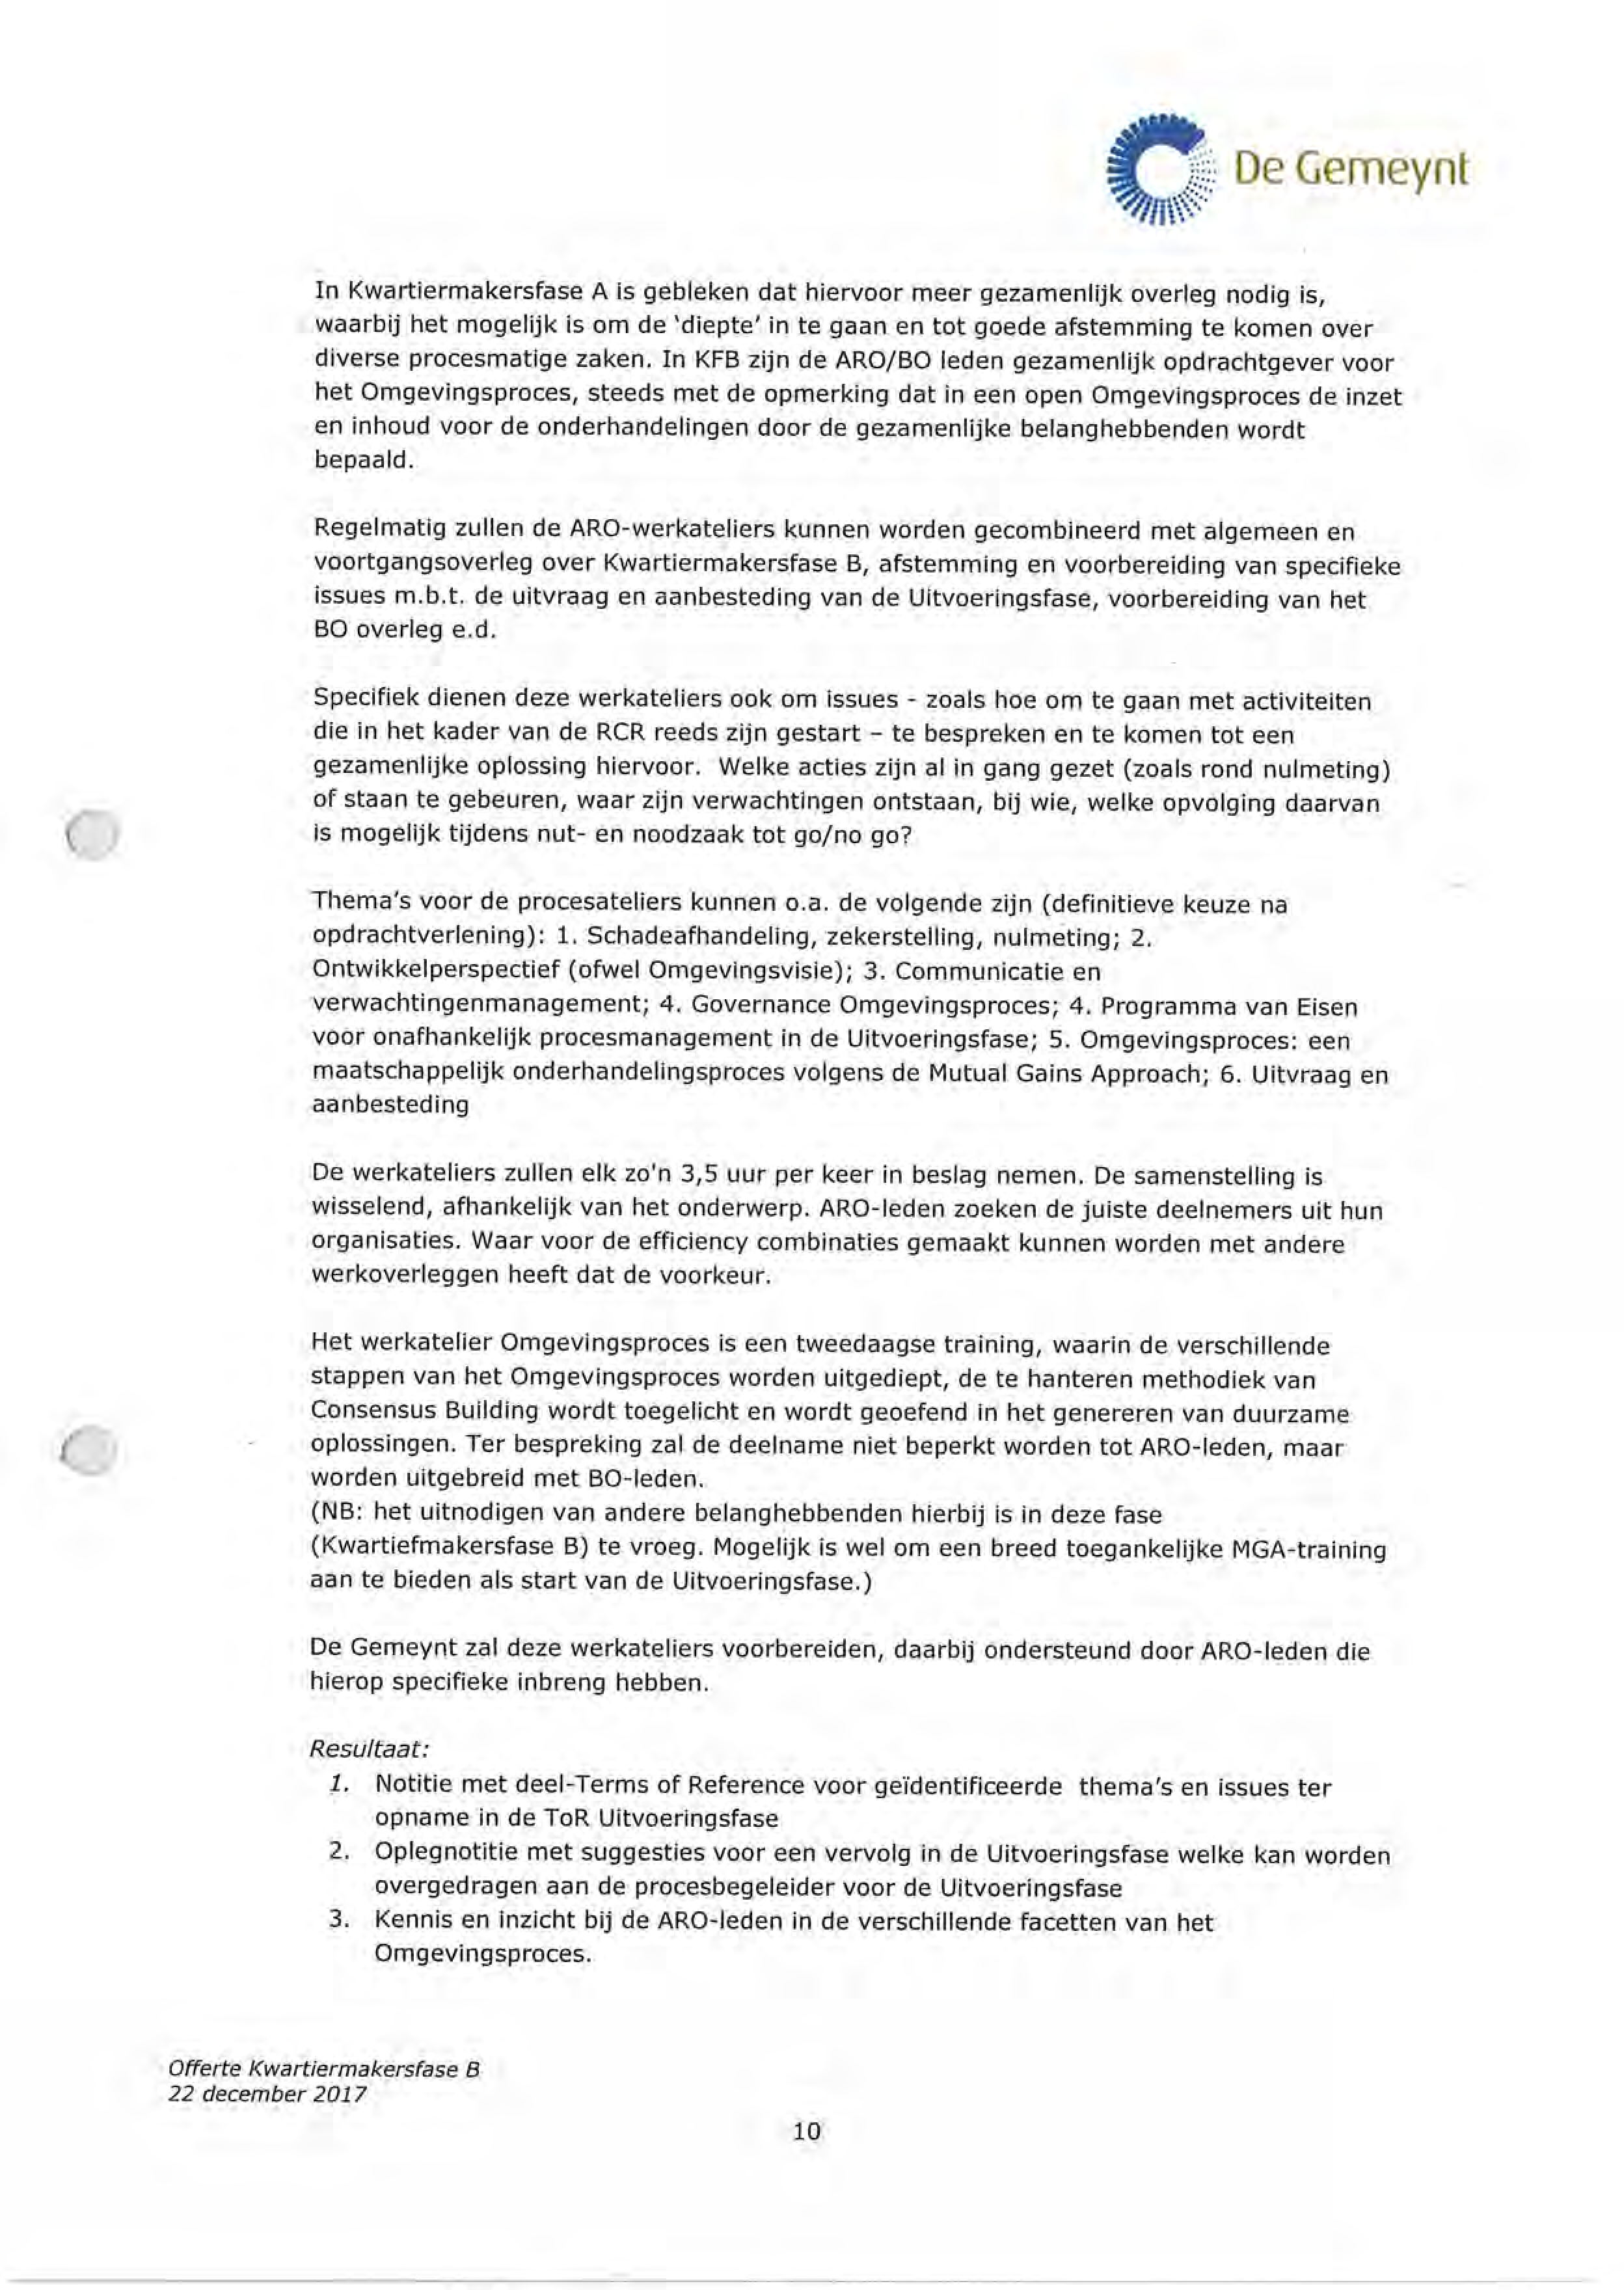 De Gemeynt
In Kwartiermakersfase A is gebleken dat hiervoor meer gezamenlijk overleg nodig is,
waarbij het mogelijk is om de 'diepte' in te gaan en tot goede afstemming te komen over
diverse procesmatige zaken. In KFB zijn de ARO/BO leden gezamenlijk opdrachtgever voor
het Omgevingsproces, steeds met de opmerking dat in een open Omgevingsproces de inzet
en inhoud voor de onderhandelingen door de gezamenlijke belanghebbenden wordt
bepaald.
Regelmatig zullen de ARO-werkateliers kunnen worden gecombineerd met algemeen en
voortgangsoverleg over Kwartiermakersfase B, afstemming en voorbereiding van specifieke
issues m.b.t. de uitvraag en aanbesteding van de Uitvoeringsfase, voorbereiding van het
BO overleg e.d.
Specifiek dienen deze werkateliers ook om issues - zoals hoe om te gaan met activiteiten
die in het kader van de RCR reeds zijn gestart – te bespreken en te komen tot een
gezamenlijke oplossing hiervoor. Welke acties zijn al in gang gezet (zoals rond nulmeting)
of staan te gebeuren, waar zijn verwachtingen ontstaan, bij wie, welke opvolging daarvan
is mogelijk tijdens nut- en noodzaak tot go/no go?
Thema's voor de procesateliers kunnen o.a. de volgende zijn (definitieve keuze na
opdrachtverlening): 1. Schadeafhandeling, zekerstelling, nulmeting; 2.
Ontwikkelperspectief (ofwel Omgevingsvisie); 3. Communicatie en
verwachtingenmanagement; 4. Governance Omgevingsproces; 4. Programma van Eisen
voor onafhankelijk procesmanagement in de Uitvoeringsfase; 5. Omgevingsproces: een
maatschappelijk onderhandelingsproces volgens de Mutual Gains Approach; 6. Uitvraag en
aanbesteding
De werkateliers zullen elk zo'n 3,5 uur per keer in beslag nemen. De samenstelling is
wisselend, afhankelijk van het onderwerp. ARO-leden zoeken de juiste deelnemers uit hun
organisaties. Waar voor de efficiency combinaties gemaakt kunnen worden met andere
werkoverleggen heeft dat de voorkeur.
Het werkatelier Omgevingsproces is een tweedaagse training, waarin de verschillende
stappen van het Omgevingsproces worden uitgediept, de te hanteren methodiek van
Consensus Building wordt toegelicht en wordt geoefend in het genereren van duurzame
oplossingen. Ter bespreking zal de deelname niet beperkt worden tot ARO-leden, maar
worden uitgebreid met BO-leden.
(NB: het uitnodigen van andere belanghebbenden hierbij is in deze fase
(Kwartiefmakersfase B) te vroeg. Mogelijk is wel om een breed toegankelijke MGA-training
aan te bieden als start van de Uitvoeringsfase.)
De Gemeynt zal deze werkateliers voorbereiden, daarbij ondersteund door ARO-leden die
hierop specifieke inbreng hebben.
Resultaat:
1. Notitie met deel-Terms of Reference voor geïdentificeerde thema's en issues ter
opname in de ToR Uitvoeringsfase
2. Oplegnotitie met suggesties voor een vervolg in de Uitvoeringsfase welke kan worden
overgedragen aan de procesbegeleider voor de Uitvoeringsfase
3. Kennis en inzicht bij de ARO-leden in de verschillende facetten van het
Omgevingsproces.
Offerte Kwartiermakersfase B
22 december 2017
10